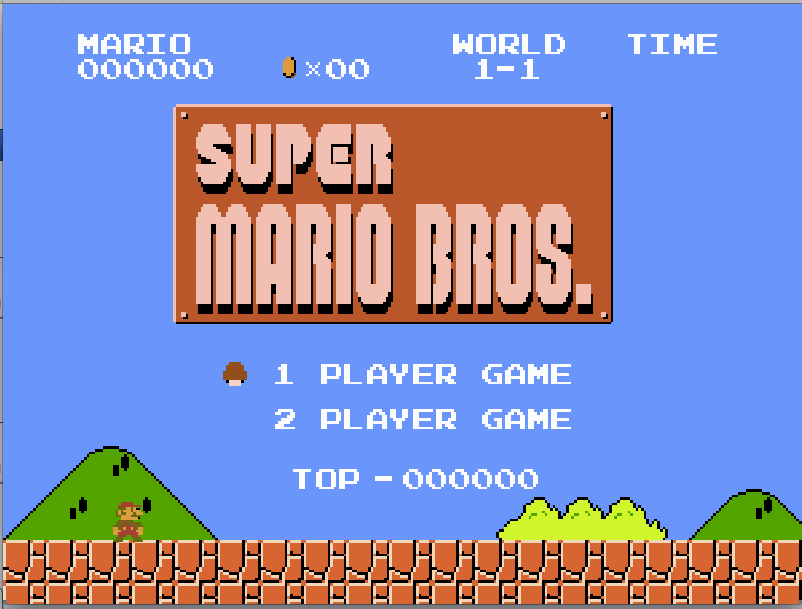 MARIO WORLD TIME
000000 ×00 1-1
SUPER
MARIO BROS.
1 PLAYER GAME
2 PLAYER GAME
TOP - 000000